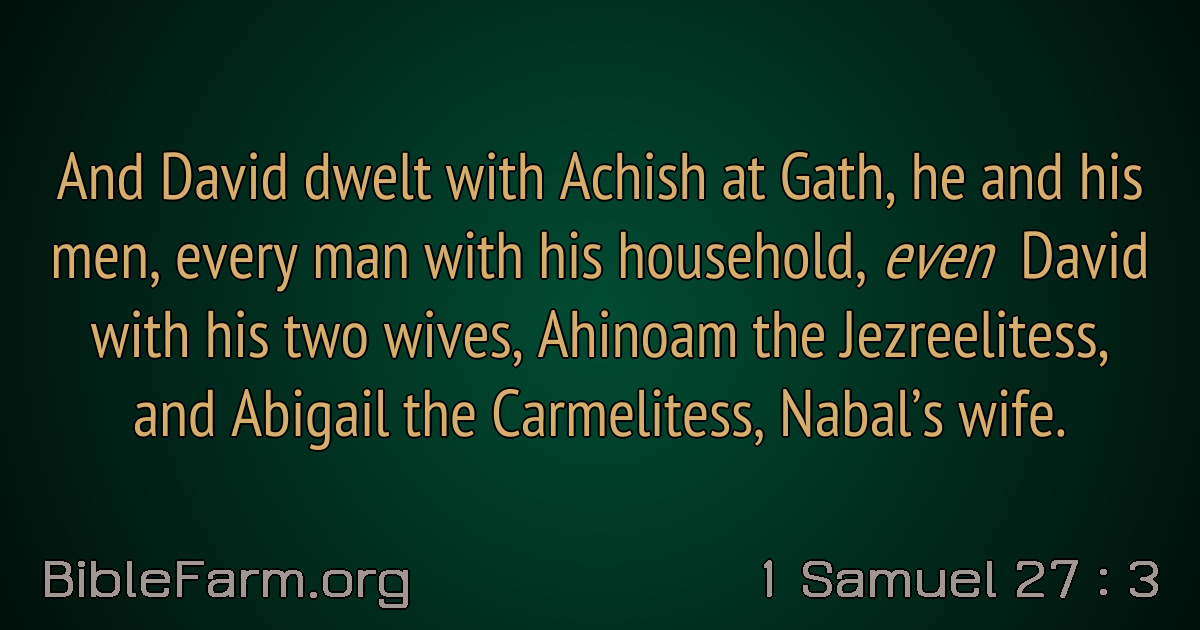 And David dwelt with Achish at Gath, he and his
men, every man with his household, even David
with his two wives, Ahinoam the Jezreelitess,
and Abigail the Carmelitess, Nabal’s wife.
BibleFarm.org
1 Samuel 27 : 3